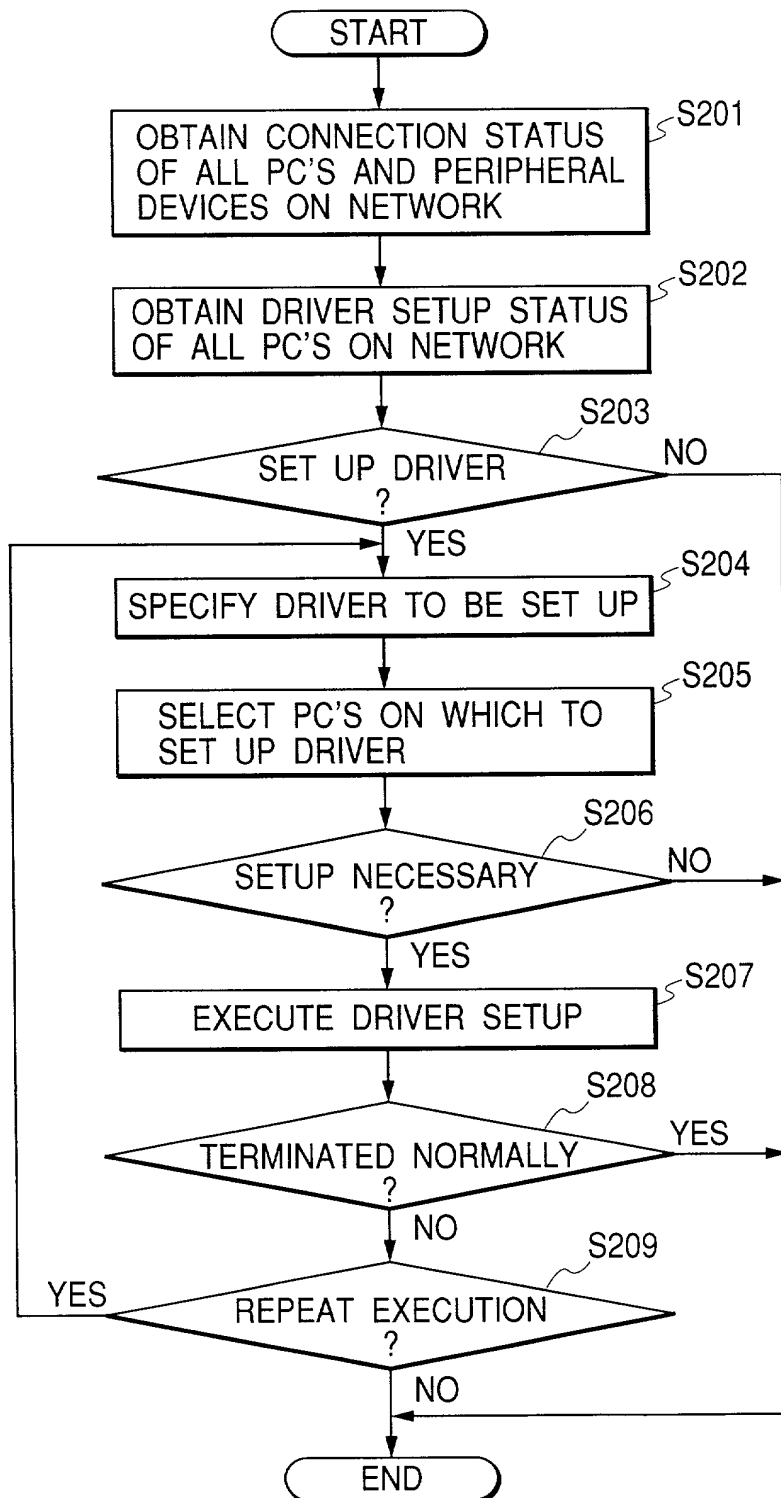 START
S201
OBTAIN CONNECTION STATUS
OF ALL PC'S AND PERIPHERAL
DEVICES ON NETWORK
S202
OBTAIN DRIVER SETUP STATUS
OF ALL PC'S ON NETWORK
S203
SET UP DRIVER
?
NO
YES
S204
SPECIFY DRIVER TO BE SET UP
S205
SELECT PC'S ON WHICH TO
SET UP DRIVER
S206
SETUP NECESSARY
?
NO
YES
S207
EXECUTE DRIVER SETUP
S208
TERMINATED NORMALLY
?
YES
NO
S209
YES
REPEAT EXECUTION
?
NO
END